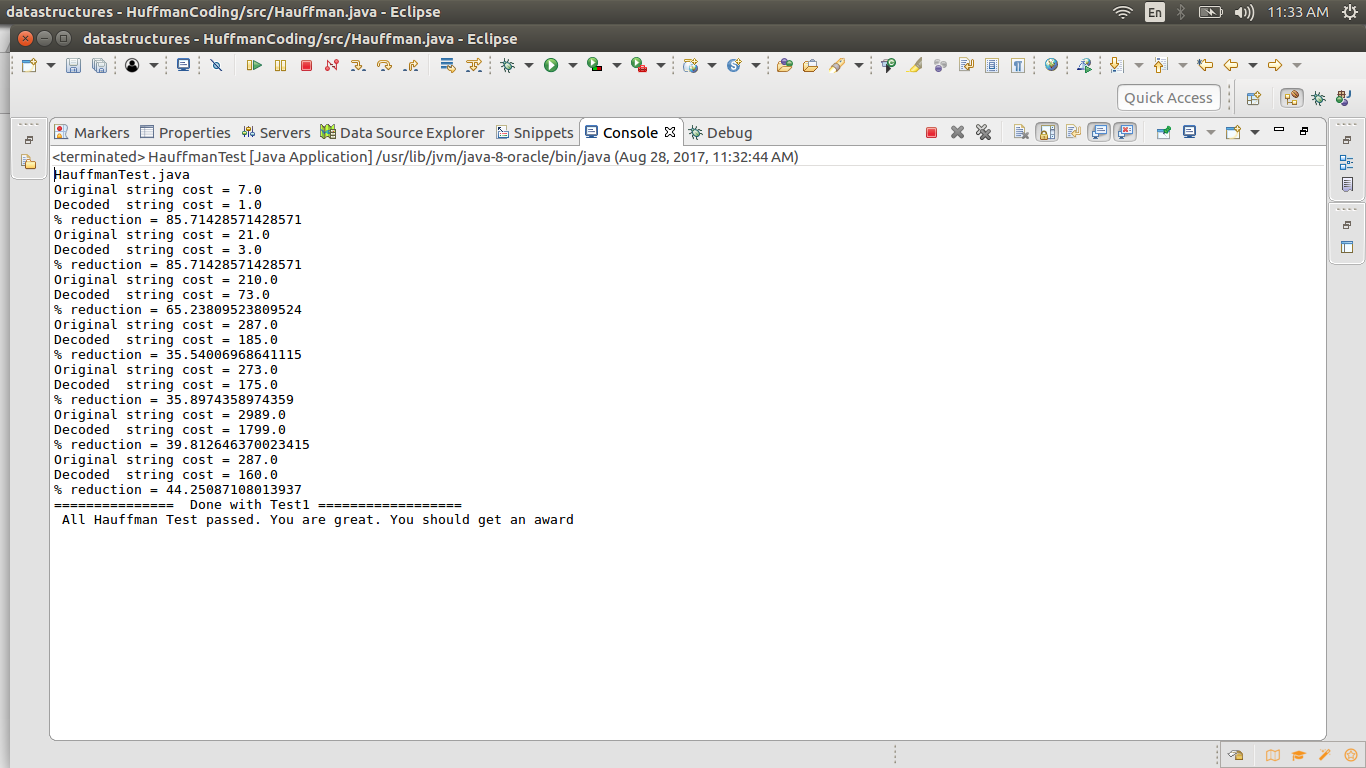 datastructures - HuffmanCoding/src/Hauffman.java - Eclipse
En
11:33 AM
datastructures - HuffmanCoding/src/Hauffman.java - Eclipse
Quick Access
Markers Properties Servers Data Source Explorer Snippets Console Debug
<terminated> HauffmanTest [Java Application] /usr/lib/jvm/java-8-oracle/bin/java (Aug 28, 2017, 11:32:44 AM)
HauffmanTest.java
Original string cost = 7.0
Decoded  string cost = 1.0
% reduction = 85.71428571428571
Original string cost = 21.0
Decoded  string cost = 3.0
% reduction = 85.71428571428571
Original string cost = 210.0
Decoded  string cost = 73.0
% reduction = 65.23809523809524
Original string cost = 287.0
Decoded  string cost = 185.0
% reduction = 35.54006968641115
Original string cost = 273.0
Decoded  string cost = 175.0
% reduction = 35.8974358974359
Original string cost = 2989.0
Decoded  string cost = 1799.0
% reduction = 39.812646370023415
Original string cost = 287.0
Decoded  string cost = 160.0
% reduction = 44.25087108013937
===============  Done with Test1 ==================
 All Hauffman Test passed. You are great. You should get an award